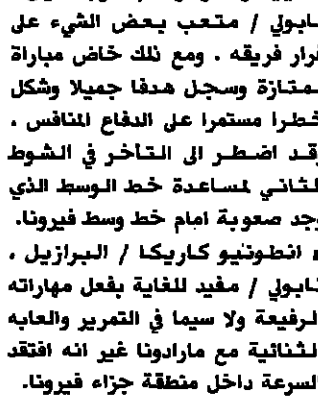 نابولي / متعب بعض الشيء على
غرار فريقه . ومع ذلك خاض مباراة
ممتازة وسجل هدفا جميلا وشكل
خطرا مستمرا على الدفاع المنافس .
وقد اضطر الى التأخر في الشوط
الثاني لمساعدة خط الوسط الذي
وجد صعوبة امام خط وسط فيرونا.
انطونيو كاريكا / البرازيل ،
نابولي / مفيد للغاية بفعل مهاراته
الرفيعة ولا سيما في التمرير والعابه
الثنائية مع مارادونا غير انه افتقد
السرعة داخل منطقة جزاء فيرونا.